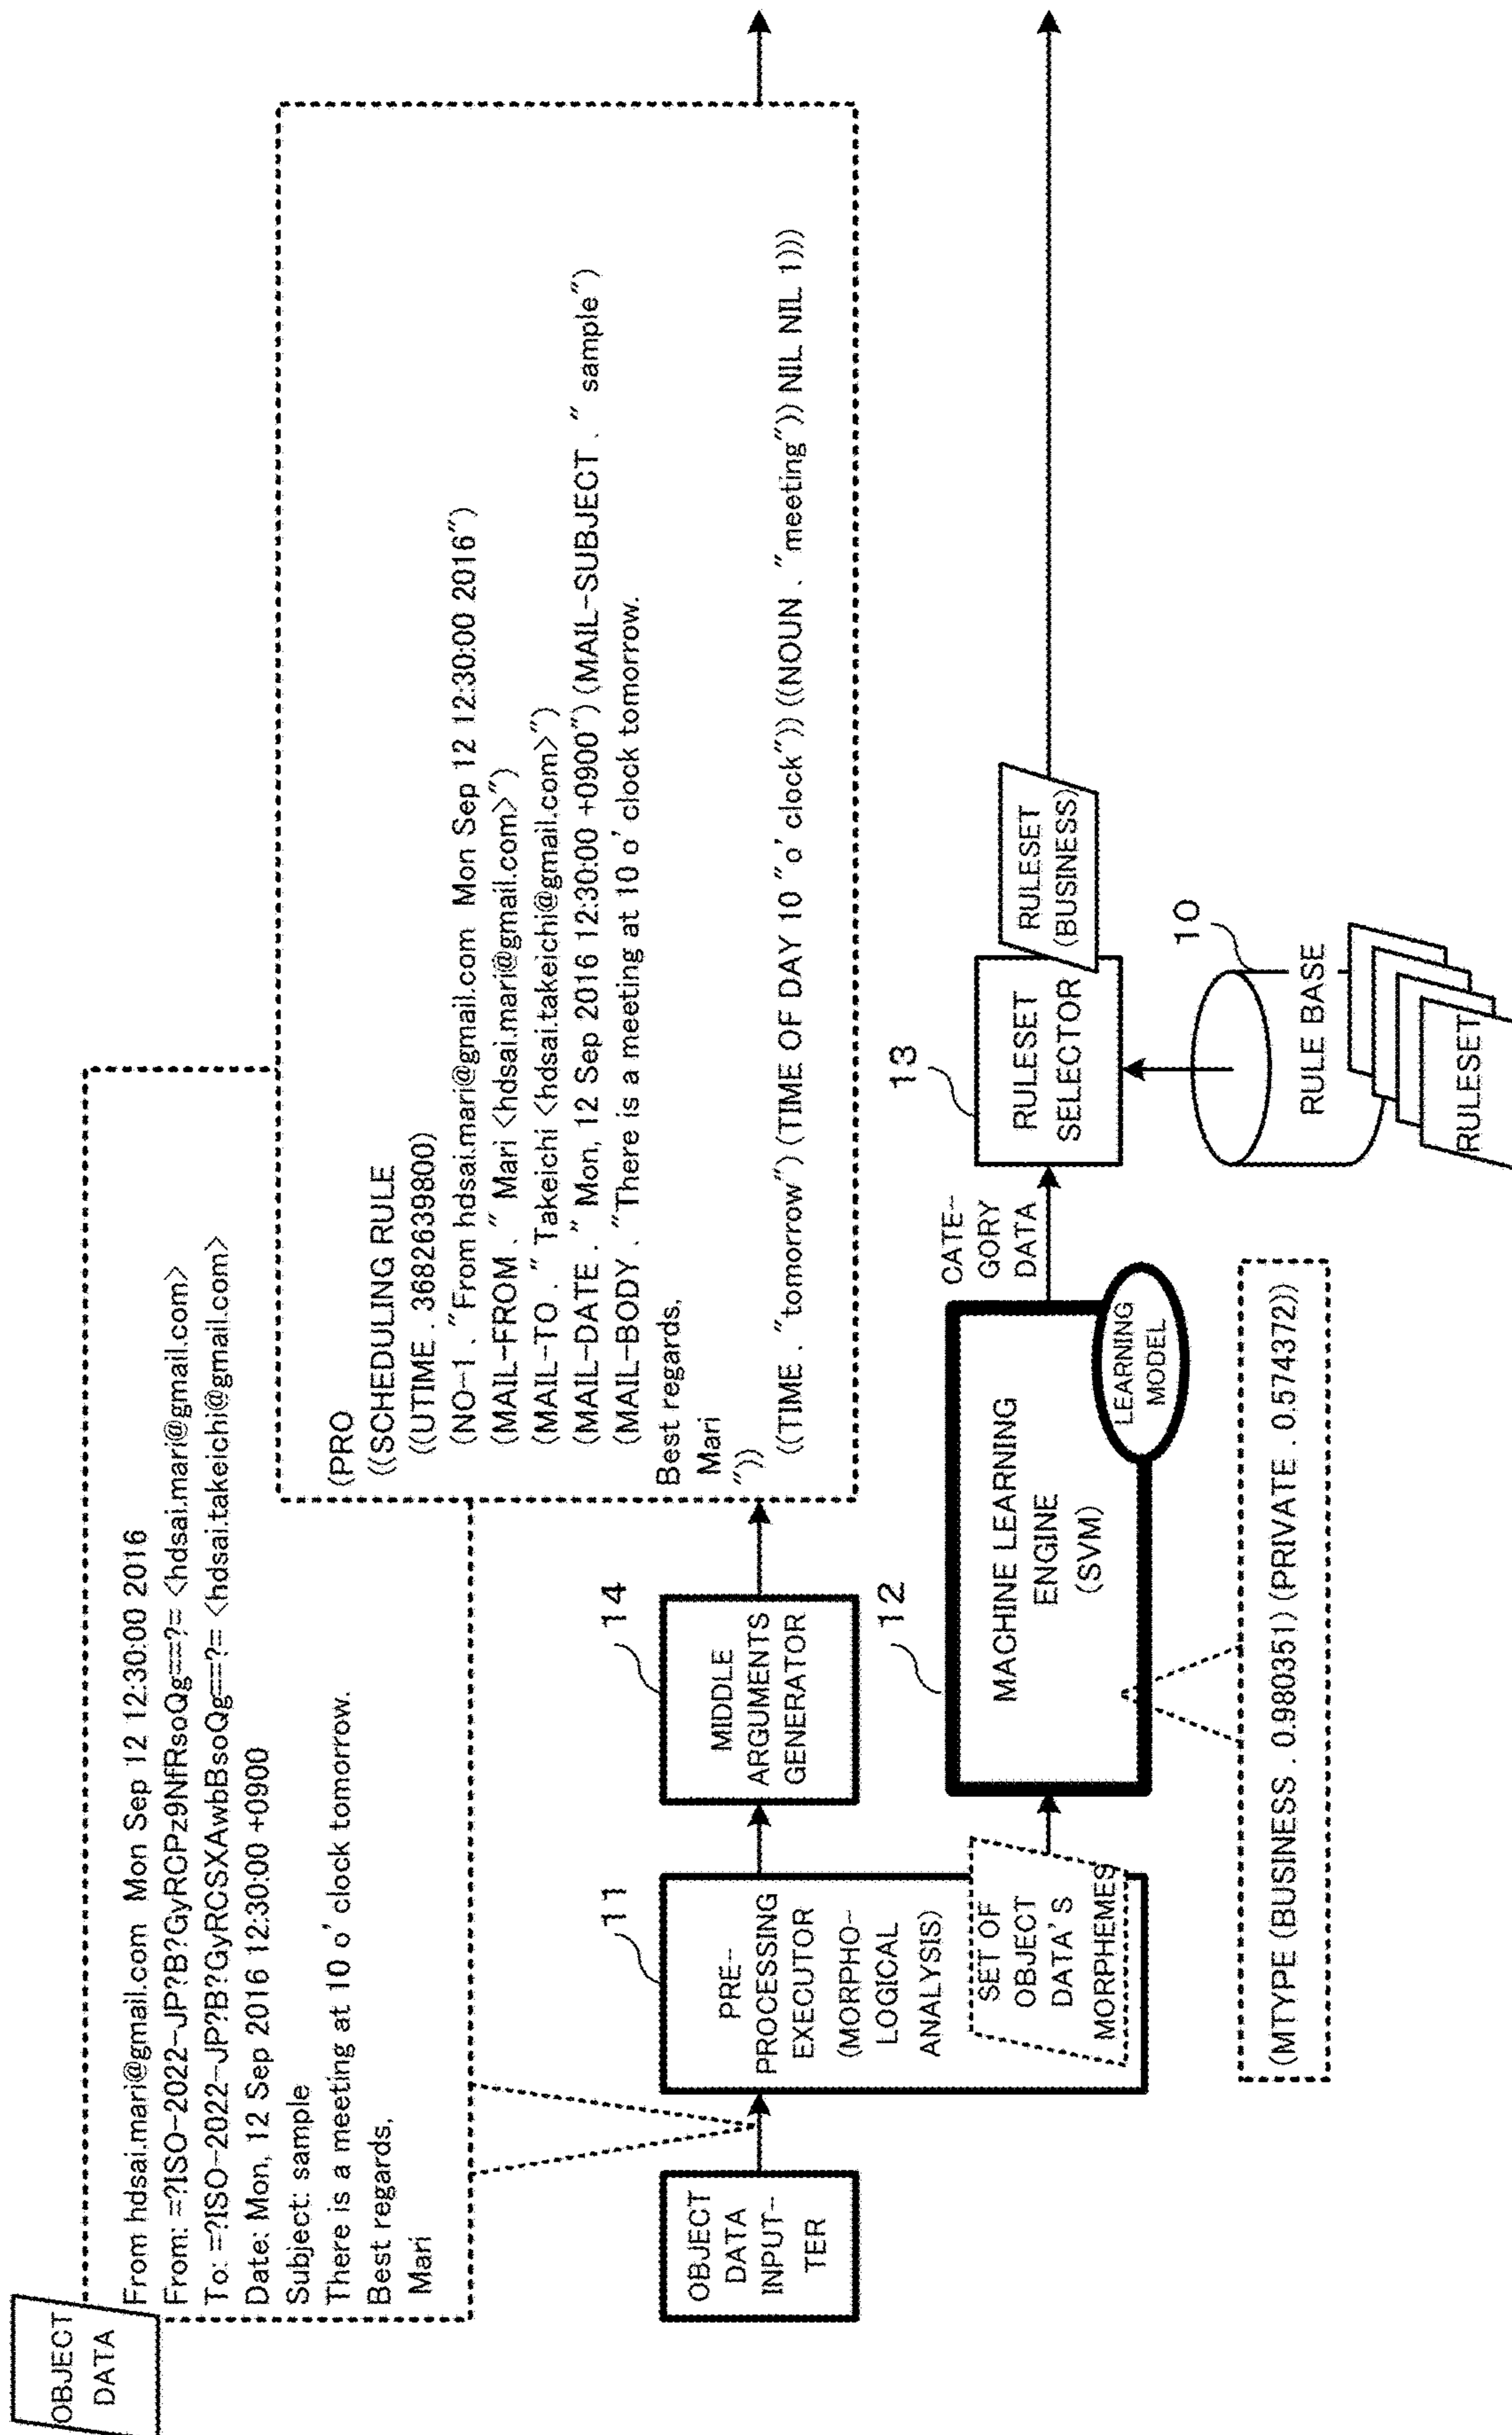 OBJECT
DATA
From hdsai.mari@gmail.com Mon Sep 12 12:30:00 2016
From: =?ISO-2022-JP?B?GyRCPz9NfRsoQg==?= <hdsai.mari@gmail.com>
To: =?ISO-2022-JP?B?GyRCSXAwbBsoQg==?= <hdsai.takeichi@gmail.com>
Date: Mon, 12 Sep 2016 12:30:00 +0900
Subject: sample
There is a meeting at 10 o' clock tomorrow.
Best regards,
Mari
(PRO
((SCHEDULING RULE
((UTIME . 3682639800)
(NO-1 . "From hdsai.mari@gmail.com Mon Sep 12 12:30:00 2016")
(MAIL-FROM . " Mari <hdsai.mari@gmail.com>")
(MAIL-TO . " Takeichi <hdsai.takeichi@gmail.com>")
(MAIL-DATE . " Mon, 12 Sep 2016 12:30:00 +0900") (MAIL-SUBJECT . " sample")
(MAIL-BODY . "There is a meeting at 10 o' clock tomorrow.
Best regards,
Mari
"))
((TIME . "tomorrow") (TIME OF DAY 10 "o' clock")) ((NOUN . "meeting")) NIL NIL 1)))
OBJECT
DATA
INPUT-
TER
11
PRE-
PROCESSING
EXECUTOR
(MORPHO-
LOGICAL
ANALYSIS)
SET OF
OBJECT
DATA'S
MORPHEMES
14
MIDDLE
ARGUMENTS
GENERATOR
12
MACHINE LEARNING
ENGINE
(SVM)
LEARNING
MODEL
(MTYPE (BUSINESS . 0.980351) (PRIVATE . 0.574372))
CATE-
GORY
DATA
13
RULESET
SELECTOR
RULESET
(BUSINESS)
10
RULE BASE
RULESET